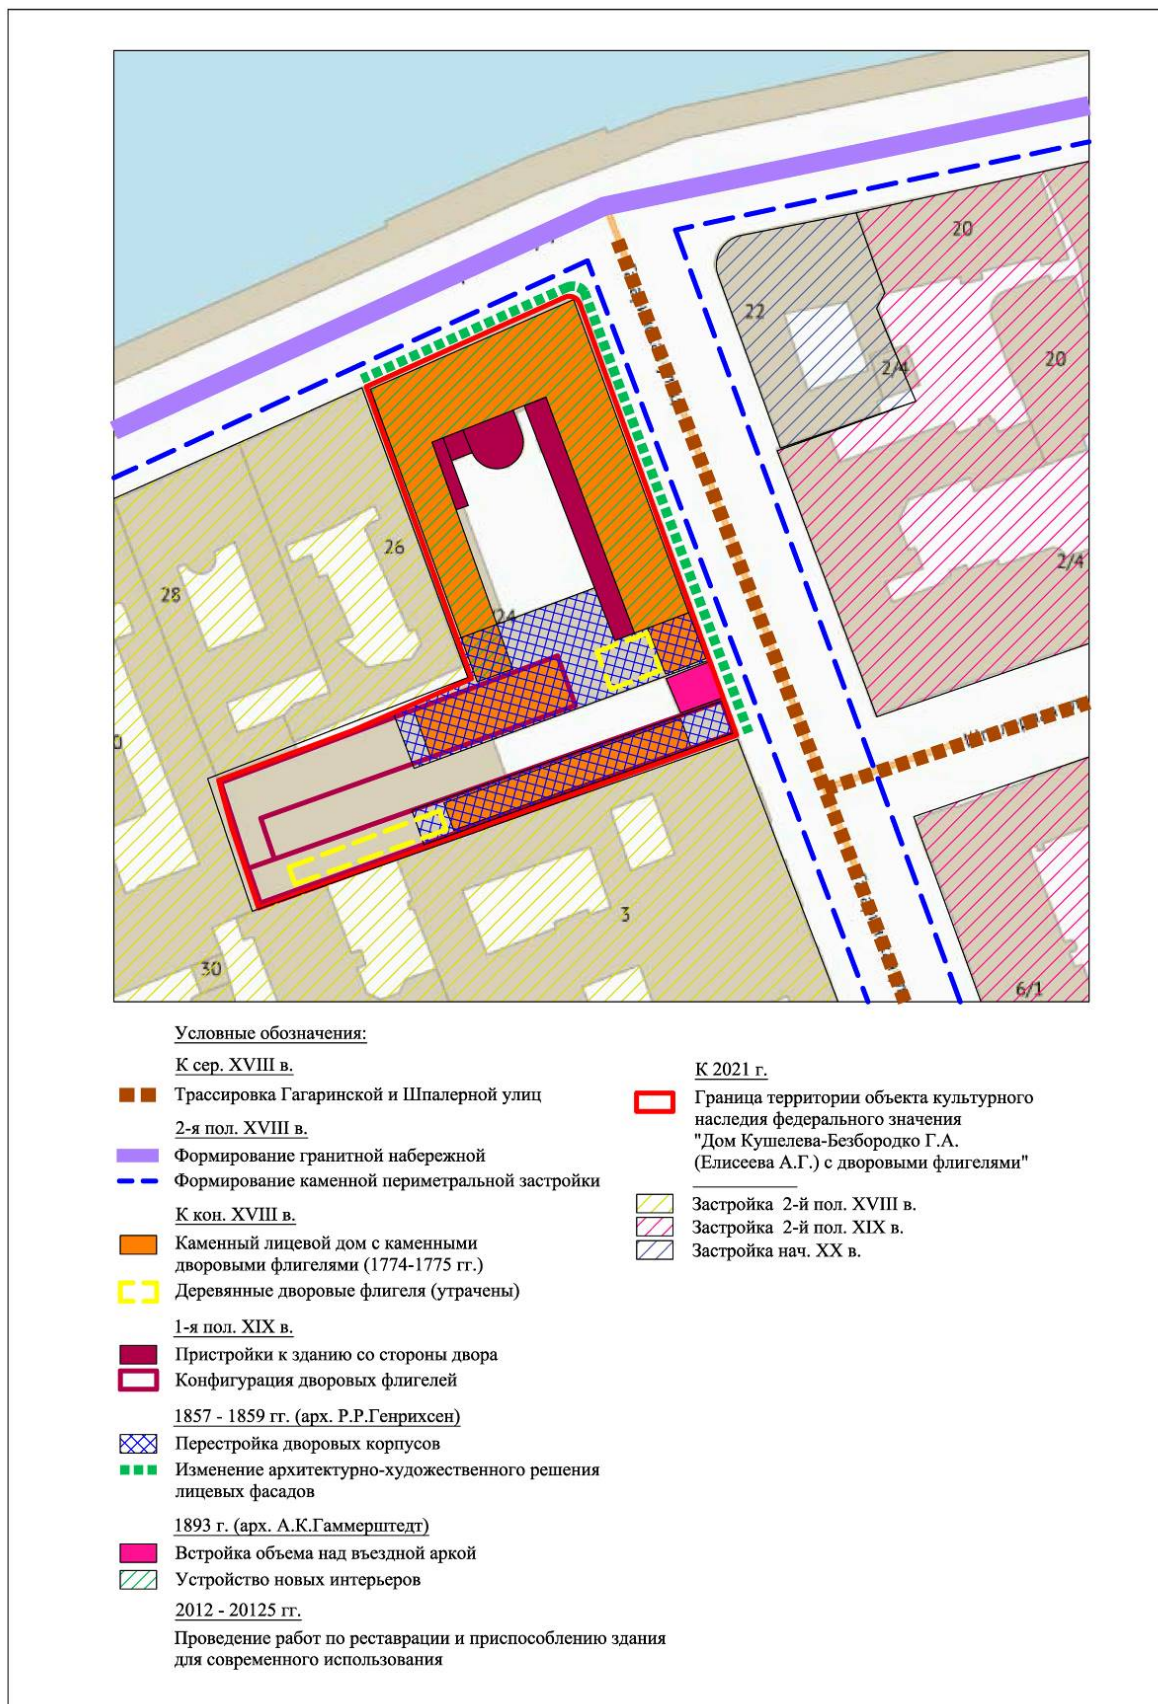 20
22
2/4
20
26
28
2/4
24
3
30
6/1
Условные обозначения:
К сер. XVIII в.
Трассировка Гагаринской и Шпалерной улиц
2-я пол. XVIII в.
Формирование гранитной набережной
Формирование каменной периметральной застройки
К кон. XVIII в.
Каменный лицевой дом с каменными
дворовыми флигелями (1774-1775 гг.)
Деревянные дворовые флигеля (утрачены)
1-я пол. XIX в.
Пристройки к зданию со стороны двора
Конфигурация дворовых флигелей
1857 - 1859 гг. (арх. Р.Р.Генрихсен)
Перестройка дворовых корпусов
Изменение архитектурно-художественного решения
лицевых фасадов
1893 г. (арх. А.К.Гаммерштедт)
Встройка объема над въездной аркой
Устройство новых интерьеров
2012 - 20125 гг.
Проведение работ по реставрации и приспособлению здания
для современного использования
К 2021 г.
Граница территории объекта культурного
наследия федерального значения
"Дом Кушелева-Безбородко Г.А.
(Елисеева А.Г.) с дворовыми флигелями"
Застройка 2-й пол. XVIII в.
Застройка 2-й пол. XIX в.
Застройка нач. XX в.